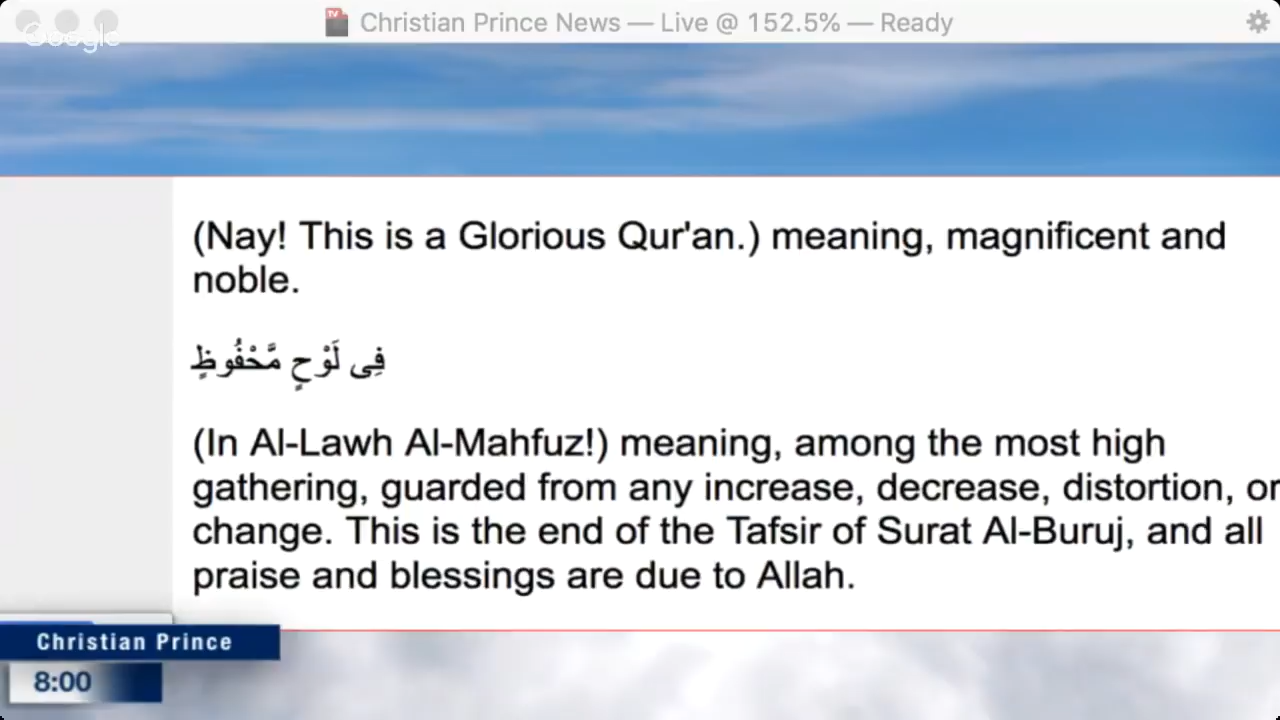 Christian Prince News — Live @ 152.5% — Ready
Google
(Nay! This is a Glorious Qur'an.) meaning, magnificent and
noble.
فِى لَوْحٍ مَّحْفُوظٍ
(In Al-Lawh Al-Mahfuz!) meaning, among the most high
gathering, guarded from any increase, decrease, distortion, or
change. This is the end of the Tafsir of Surat Al-Buruj, and all
praise and blessings are due to Allah.
Christian Prince
8:00